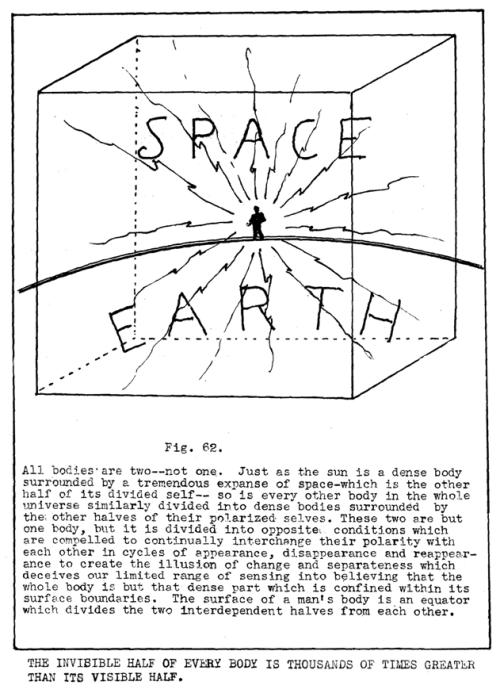 SPACE
EARTH
Fig. 62.
All bodies are two--not one. Just as the sun is a dense body
surrounded by a tremendous expanse of space-which is the other
half of its divided self-- so is every other body in the whole
universe similarly divided into dense bodies surrounded by
the other halves of their polarized selves. These two are but
one body, but it is divided into opposite conditions which
are compelled to continually interchange their polarity with
each other in cycles of appearance, disappearance and reappear-
ance to create the illusion of change and separateness which
deceives our limited range of sensing into believing that the
whole body is but that dense part which is confined within its
surface boundaries. The surface of a man's body is an equator
which divides the two interdependent halves from each other.
THE INVISIBLE HALF OF EVERY BODY IS THOUSANDS OF TIMES GREATER
THAN ITS VISIBLE HALF.